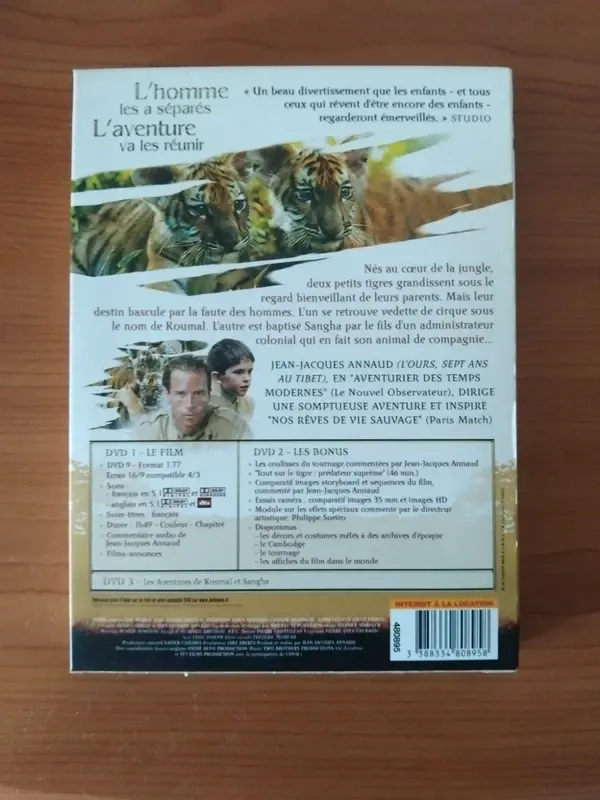 L'homme
les a séparés
L'aventure
va les réunir
« Un beau divertissement que les enfants - et tous
ceux qui rêvent d'être encore des enfants -
regarderont émerveillés. » STUDIO
Nés au cœur de la jungle,
deux petits tigres grandissent sous le
regard bienveillant de leurs parents. Mais leur
destin bascule par la faute des hommes. L'un se retrouve vedette de cirque sous
le nom de Koumal. L'autre est baptisé Sangha par le fils d'un administrateur
colonial qui en fait son animal de compagnie...
JEAN-JACQUES ANNAUD (L'OURS, SEPT ANS
AU TIBET), EN "AVENTURIER DES TEMPS
MODERNES" (Le Nouvel Observateur), DIRIGE
UNE SOMPTUEUSE AVENTURE ET INSPIRE
"NOS RÊVES DE VIE SAUVAGE" (Paris Match)
DVD 1 - LE FILM
• DVD 9 - Format 1.77
Ecran 16/9 compatible 4/3
• Sons :
- français en 5.1
- anglais en 5.1 dts
• Sous-titres : français
• Durée : 1h49 - Couleur - Chapitre
• Commentaire audio de
Jean-Jacques Annaud
• Films-annonces
DVD 2 - LES BONUS
• Les coulisses du tournage commentées par Jean-Jacques Annaud
• "Tout sur le tigre : prédateur suprême" (46 min.)
• Comparatif images storyboard et séquences du film,
commenté par Jean-Jacques Annaud
• Essais caméra : comparatif images 35 mm et images HD
• Module sur les effets spéciaux commenté par le directeur
artistique Philippe Soeiro
• Diaporamas :
- les décors et costumes mêlés à des archives d'époque
- le Cambodge
- le tournage
- les affiches du film dans le monde
DVD 3 - Les Aventures de Koumal et Sangha
INTERDIT À LA LOCATION
480895
3 388334 808958